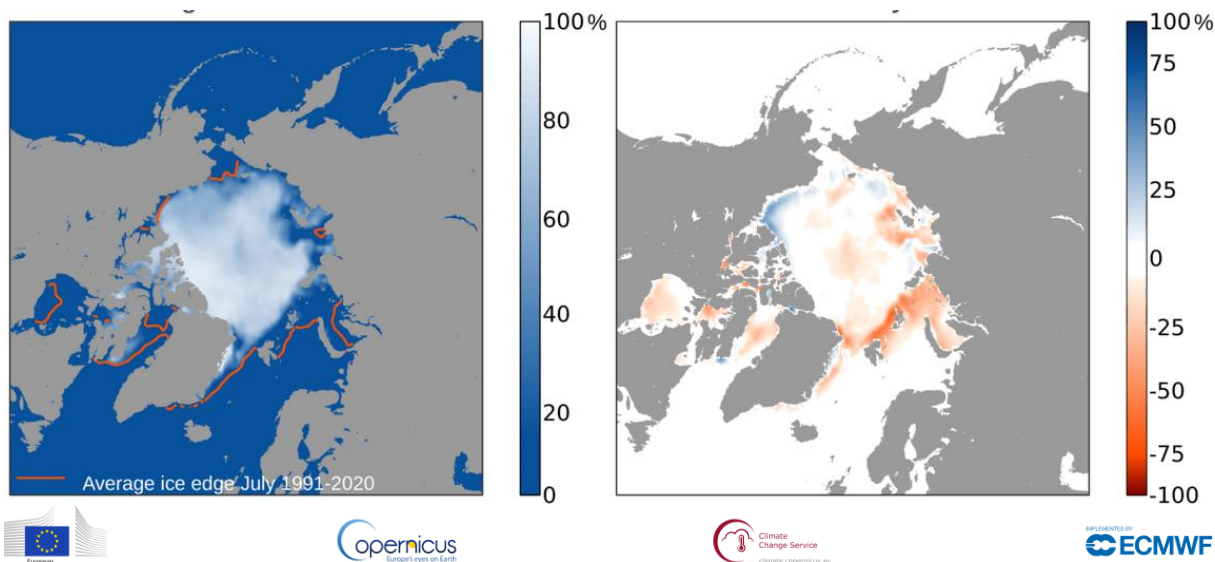 100%
80
60
40
20
0
Average ice edge July 1991-2020
100%
75
50
25
0
-25
-50
-75
-100
European
opernicus
Europe's eyes on Earth
Climate
Change Service
climate.copernicus.eu
IMPLEMENTED BY
ECMWF